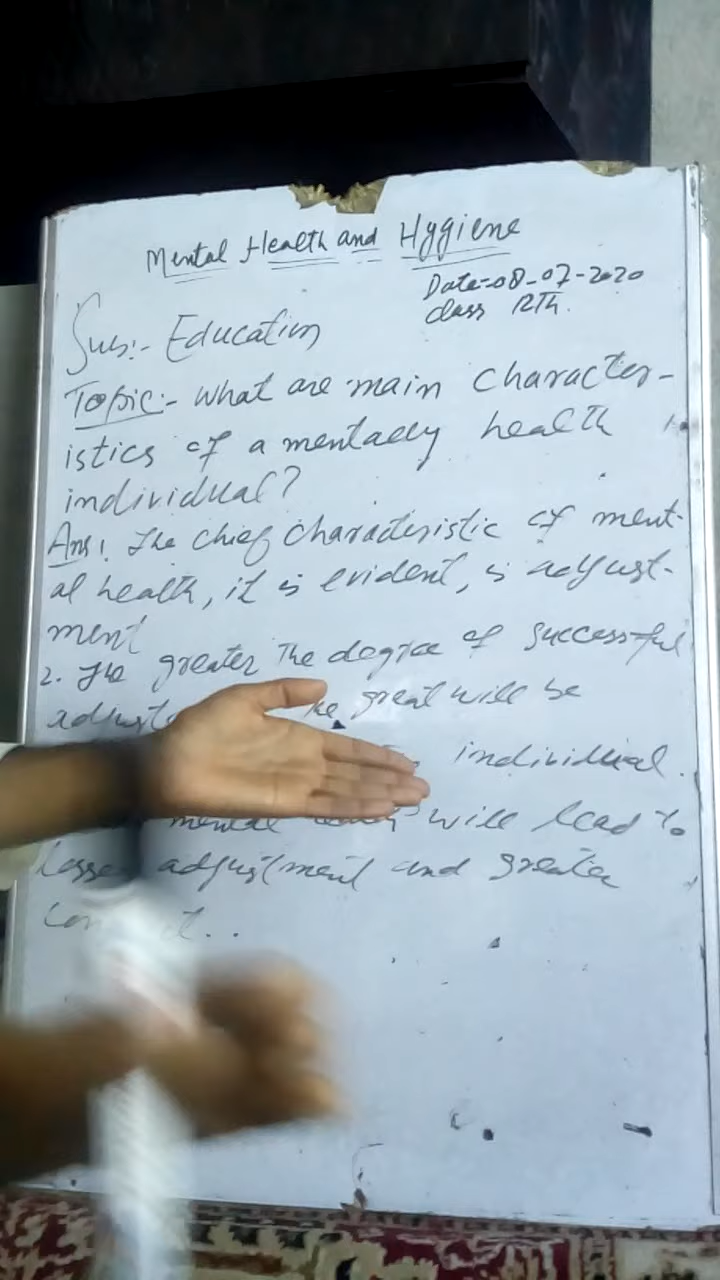 Mental Health and Hygiene
Date:-08-07-2020
class 12th.
Sub:- Education
Topic:- What are main character-
istics of a mentally health
individual?
Ans! The chief characteristic of ment-
al health, it is evident, is adjust-
ment
2. The greater the degree of successful
the great will be
individual.
mental will lead to
adjustment and greater